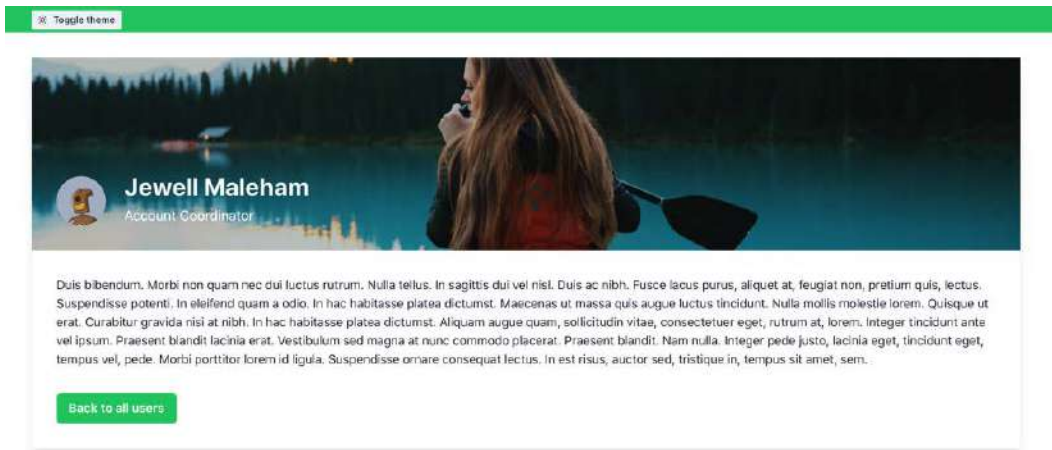 Toggle theme
Jewell Maleham
Account Coordinator
Duis bibendum. Morbi non quam nec dui luctus rutrum. Nulla tellus. In sagittis dui vel nisl. Duis ac nibh. Fusce lacus purus, aliquet at, feugiat non, pretium quis, lectus.
Suspendisse potenti. In eleifend quam a odio. In hac habitasse platea dictumst. Maecenas ut massa quis augue luctus tincidunt. Nulla mollis molestie lorem. Quisque ut
erat. Curabitur gravida nisi at nibh. In hac habitasse platea dictumst. Aliquam augue quam, sollicitudin vitae, consectetuer eget, rutrum at, lorem. Integer tincidunt ante
vel ipsum. Praesent blandit lacinia erat. Vestibulum sed magna at nunc commodo placerat. Praesent blandit. Nam nulla. Integer pede justo, lacinia eget, tincidunt eget,
tempus vel, pede. Morbi porttitor lorem id ligula. Suspendisse ornare consequat lectus. In est risus, auctor sed, tristique in, tempus sit amet, sem.
Back to all users